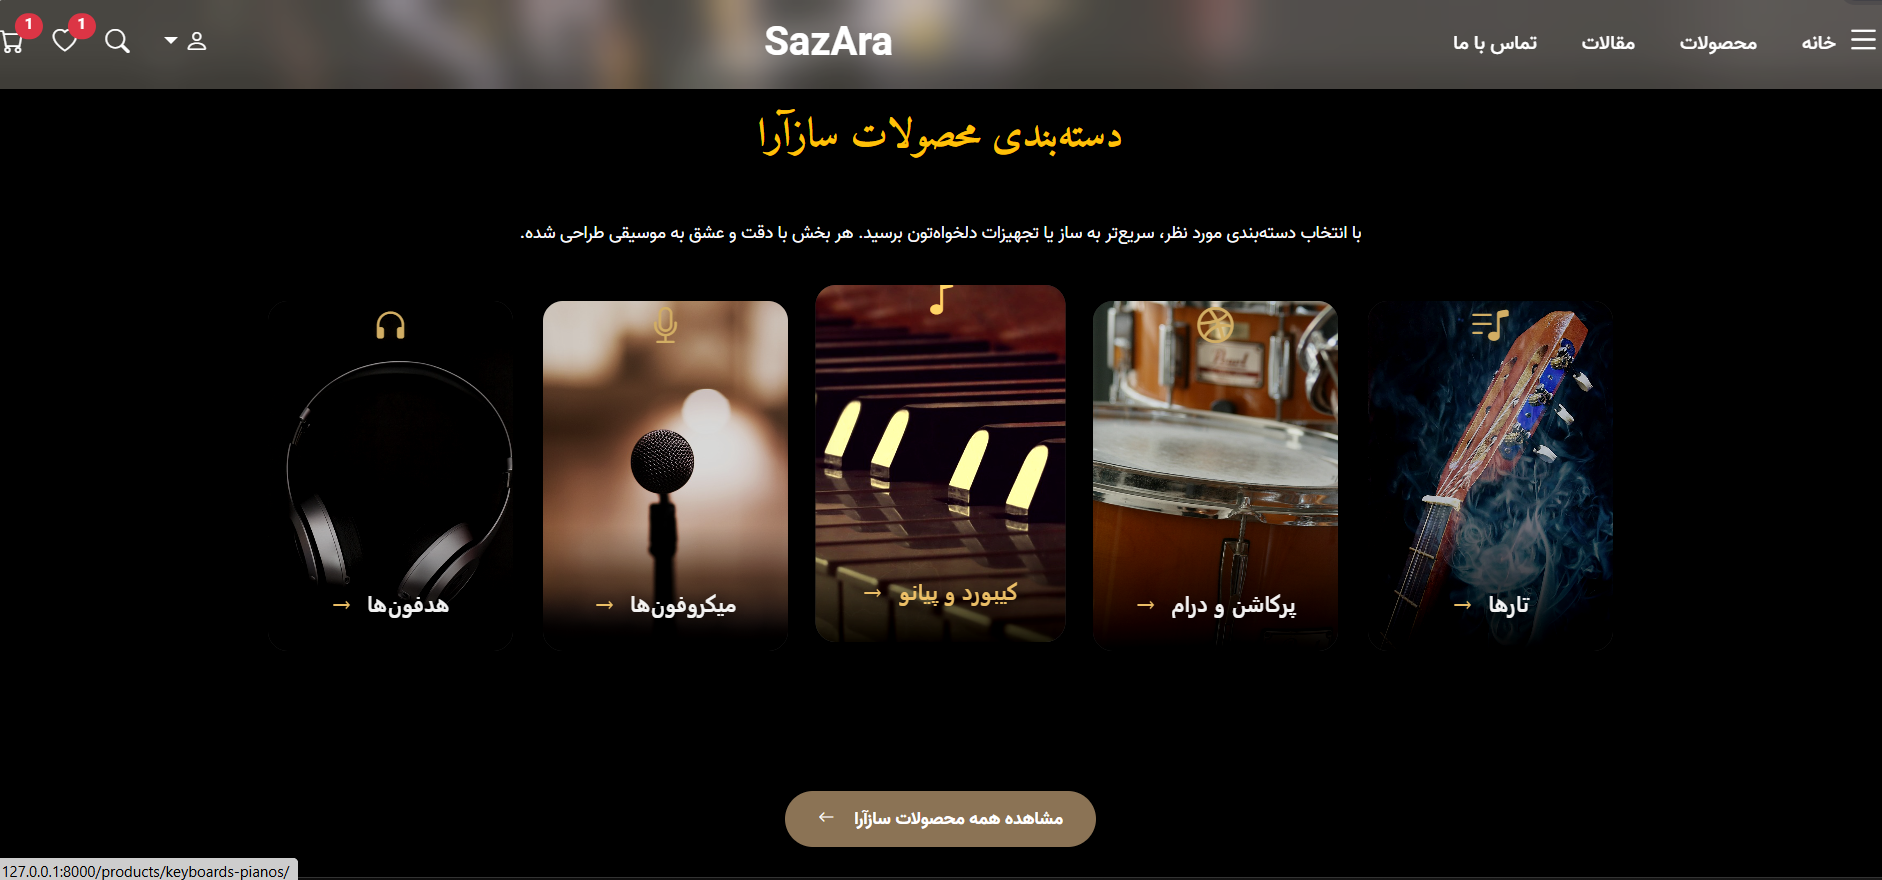 خانه محصولات مقالات تماس با ما SazAra 1 1
دسته‌بندی محصولات سازآرا
با انتخاب دسته‌بندی مورد نظر، سریع‌تر به ساز یا تجهیزات دلخواه‌تون برسید. هر بخش با دقت و عشق به موسیقی طراحی شده.
Pearl
تارها →
پرکاشن و درام →
کیبورد و پیانو →
میکروفون‌ها →
هدفون‌ها →
مشاهده همه محصولات سازآرا ←
127.0.0.1:8000/products/keyboards-pianos/